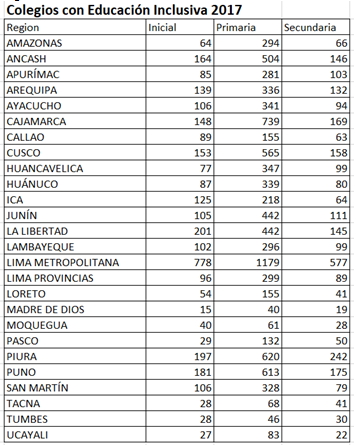 Colegios con Educación Inclusiva 2017
Region Inicial Primaria Secundaria
AMAZONAS 64 294 66
ANCASH 164 504 146
APURÍMAC 85 281 103
AREQUIPA 139 336 132
AYACUCHO 106 341 94
CAJAMARCA 148 739 169
CALLAO 89 155 63
CUSCO 153 565 158
HUANCAVELICA 77 347 99
HUÁNUCO 87 339 80
ICA 125 218 64
JUNÍN 105 442 111
LA LIBERTAD 201 442 145
LAMBAYEQUE 102 296 99
LIMA METROPOLITANA 778 1179 577
LIMA PROVINCIAS 96 299 89
LORETO 54 155 41
MADRE DE DIOS 15 40 19
MOQUEGUA 40 61 28
PASCO 29 132 50
PIURA 197 620 242
PUNO 181 613 175
SAN MARTÍN 106 328 79
TACNA 28 68 41
TUMBES 28 46 30
UCAYALI 27 83 22